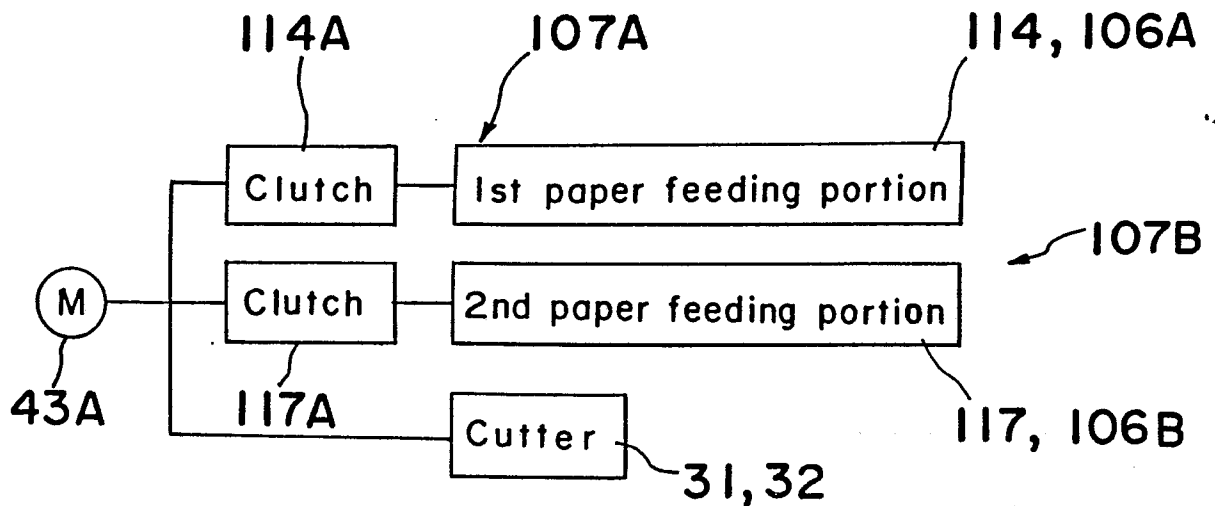 114A
107A
114, 106A
Clutch
1st paper feeding portion
107B
M
Clutch
2nd paper feeding portion
43A
117A
Cutter
117, 106B
31, 32